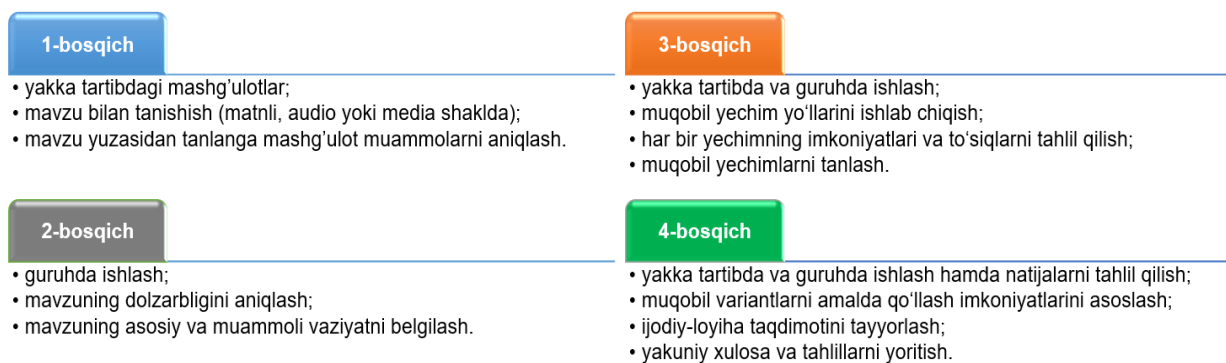 1-bosqich
• yakka tartibdagi mashg’ulotlar;
• mavzu bilan tanishish (matnli, audio yoki media shaklda);
• mavzu yuzasidan tanlanga mashg’ulot muammolarni aniqlash.
2-bosqich
• guruhda ishlash;
• mavzuning dolzarbligini aniqlash;
• mavzuning asosiy va muammoli vaziyatni belgilash.
3-bosqich
• yakka tartibda va guruhda ishlash;
• muqobil yechim yo‘llarini ishlab chiqish;
• har bir yechimning imkoniyatlari va to‘siqlarni tahlil qilish;
• muqobil yechimlarni tanlash.
4-bosqich
• yakka tartibda va guruhda ishlash hamda natijalarni tahlil qilish;
• muqobil variantlarni amalda qo‘llash imkoniyatlarini asoslash;
• ijodiy-loyiha taqdimotini tayyorlash;
• yakuniy xulosa va tahlillarni yoritish.